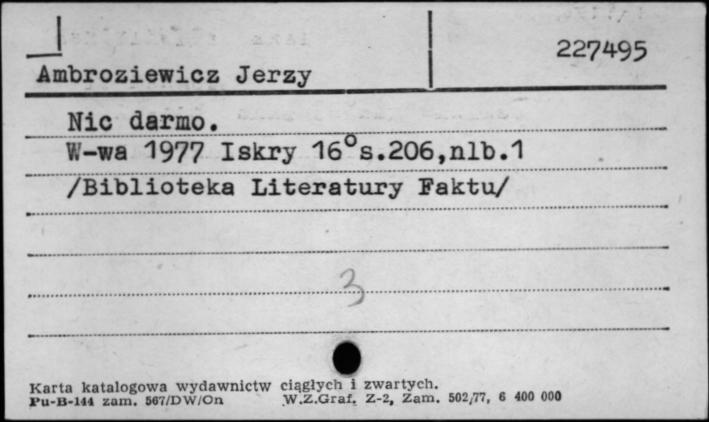 227495
Ambroziewicz Jerzy
Nic darmo.
W-wa 1977 Iskry 16°s.206,nlb.1
/Biblioteka Literatury Faktu/
3
Karta katalogowa wydawnictw ciągłych i zwartych.
Pu-B-144 zam. 567/DW/On W.Z.Graf. Z-2, Zam. 502/77, 6 400 000